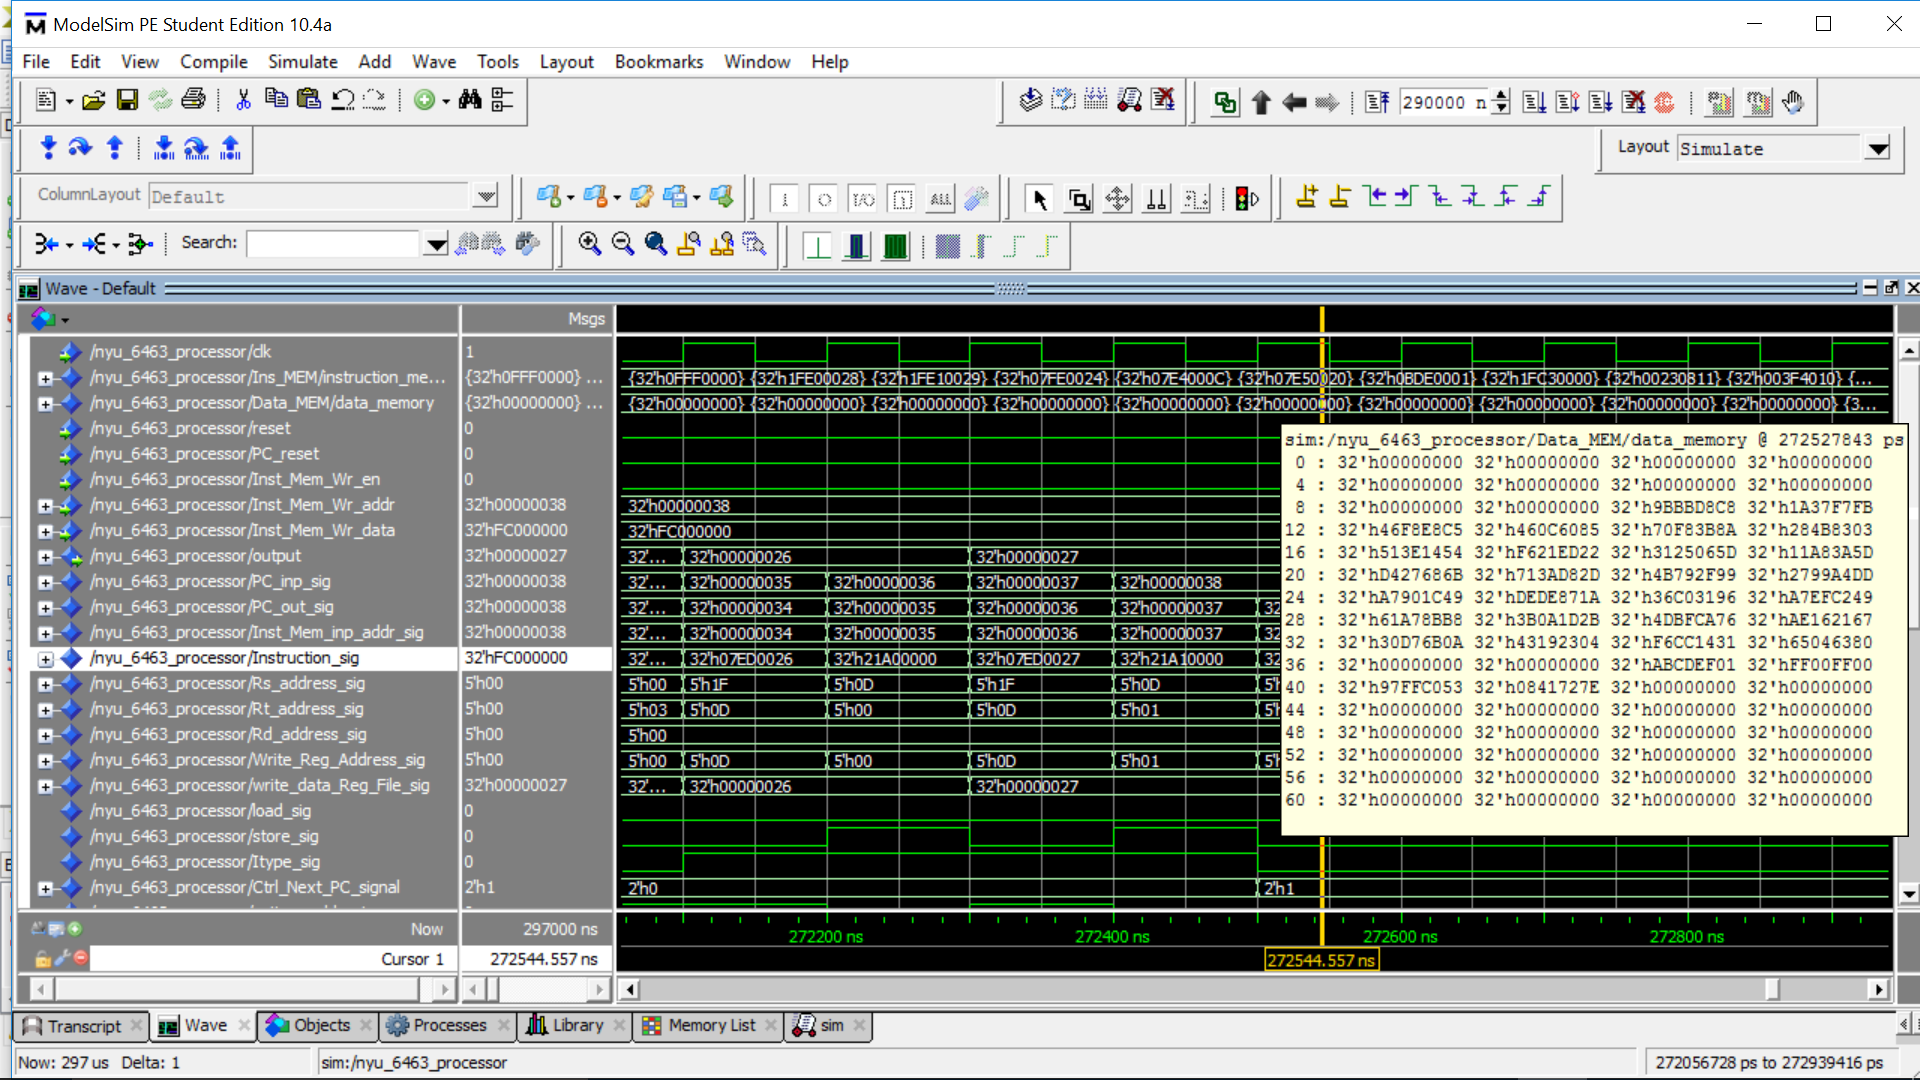 ModelSim PE Student Edition 10.4a
File Edit View Compile Simulate Add Wave Tools Layout Bookmarks Window Help
290000 n
Layout Simulate
ColumnLayout Default
ALL
Search:
Wave - Default
Msgs
/nyu_6463_processor/clk 1
/nyu_6463_processor/Ins_MEM/instruction_me... {32'h0FFF0000} ... {32'h0FFF0000} {32'h1FE00028} {32'h1FE10029} {32'h07FE0024} {32'h07E4000C} {32'h07E50020} {32'h0BDE0001} {32'h1FC30000} {32'h00230811} {32'h003F4010} {...
/nyu_6463_processor/Data_MEM/data_memory {32'h00000000} ... {32'h00000000} {32'h00000000} {32'h00000000} {32'h00000000} {32'h00000000} {32'h00000000} {32'h00000000} {32'h00000000} {32'h00000000} {32'h00000000} {3...
/nyu_6463_processor/reset 0
/nyu_6463_processor/PC_reset 0
/nyu_6463_processor/Inst_Mem_Wr_en 0
/nyu_6463_processor/Inst_Mem_Wr_addr 32'h00000038 32'h00000038
/nyu_6463_processor/Inst_Mem_Wr_data 32'hFC000000 32'hFC000000
/nyu_6463_processor/output 32'h00000027 32'... 32'h00000026 32'h00000027
/nyu_6463_processor/PC_inp_sig 32'h00000038 32'... 32'h00000035 32'h00000036 32'h00000037 32'h00000038
/nyu_6463_processor/PC_out_sig 32'h00000038 32'... 32'h00000034 32'h00000035 32'h00000036 32'h00000037 32
/nyu_6463_processor/Inst_Mem_inp_addr_sig 32'h00000038 32'... 32'h00000034 32'h00000035 32'h00000036 32'h00000037 32
/nyu_6463_processor/Instruction_sig 32'hFC000000 32'... 32'h07ED0026 32'h21A00000 32'h07ED0027 32'h21A10000 32
/nyu_6463_processor/Rs_address_sig 5'h00 5'h00 5'h1F 5'h0D 5'h1F 5'h0D 5'h
/nyu_6463_processor/Rt_address_sig 5'h00 5'h03 5'h0D 5'h00 5'h0D 5'h01 5'h
/nyu_6463_processor/Rd_address_sig 5'h00 5'h00
/nyu_6463_processor/Write_Reg_Address_sig 5'h00 5'h00 5'h0D 5'h00 5'h0D 5'h01 5'h
/nyu_6463_processor/write_data_Reg_File_sig 32'h00000027 32'... 32'h00000026 32'h00000027
/nyu_6463_processor/load_sig 0
/nyu_6463_processor/store_sig 0
/nyu_6463_processor/Itype_sig 0
/nyu_6463_processor/Ctrl_Next_PC_signal 2'h1 2'h0 2'h1
sim:/nyu_6463_processor/Data_MEM/data_memory @ 272527843 ps
0 : 32'h00000000 32'h00000000 32'h00000000 32'h00000000
4 : 32'h00000000 32'h00000000 32'h00000000 32'h00000000
8 : 32'h00000000 32'h00000000 32'h9BBBD8C8 32'h1A37F7FB
12 : 32'h46F8E8C5 32'h460C6085 32'h70F83B8A 32'h284B8303
16 : 32'h513E1454 32'hF621ED22 32'h3125065D 32'h11A83A5D
20 : 32'hD427686B 32'h713AD82D 32'h4B792F99 32'h2799A4DD
24 : 32'hA7901C49 32'hDEDE871A 32'h36C03196 32'hA7EFC249
28 : 32'h61A78BB8 32'h3B0A1D2B 32'h4DBFCA76 32'hAE162167
32 : 32'h30D76B0A 32'h43192304 32'hF6CC1431 32'h65046380
36 : 32'h00000000 32'h00000000 32'hABCDEF01 32'hFF00FF00
40 : 32'h97FFC053 32'h0841727E 32'h00000000 32'h00000000
44 : 32'h00000000 32'h00000000 32'h00000000 32'h00000000
48 : 32'h00000000 32'h00000000 32'h00000000 32'h00000000
52 : 32'h00000000 32'h00000000 32'h00000000 32'h00000000
56 : 32'h00000000 32'h00000000 32'h00000000 32'h00000000
60 : 32'h00000000 32'h00000000 32'h00000000 32'h00000000
Now 297000 ns 272200 ns 272400 ns 272600 ns 272800 ns
Cursor 1 272544.557 ns 272544.557 ns
Transcript Wave Objects Processes Library Memory List sim
Now: 297 us Delta: 1 sim:/nyu_6463_processor 272056728 ps to 272939416 ps